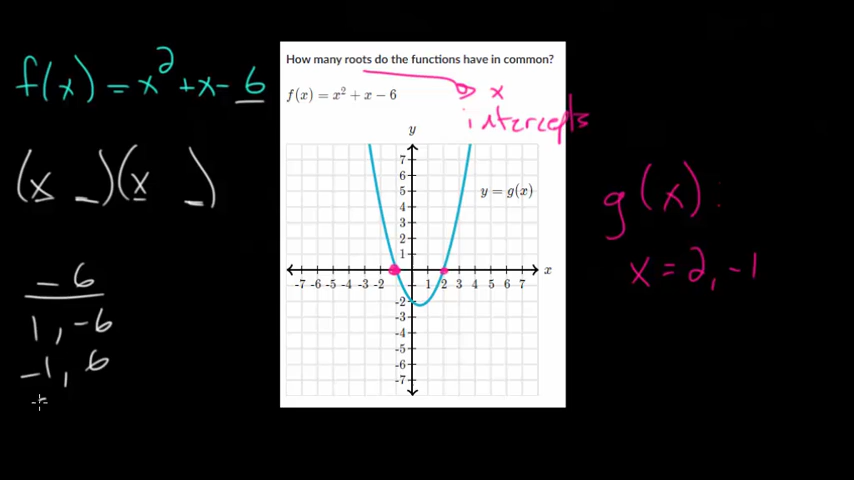 f(x) = x² + x - 6
(x _)(x _)
-6
1, -6
-1, 6
How many roots do the functions have in common?
f(x) = x² + x − 6
x
intercepts
y
7
6
5
4
3
2
1
y = g(x)
x
-7 -6 -5 -4 -3 -2 1 2 3 4 5 6 7
-2
-3
-4
-5
-6
-7
g(x):
x = 2, -1